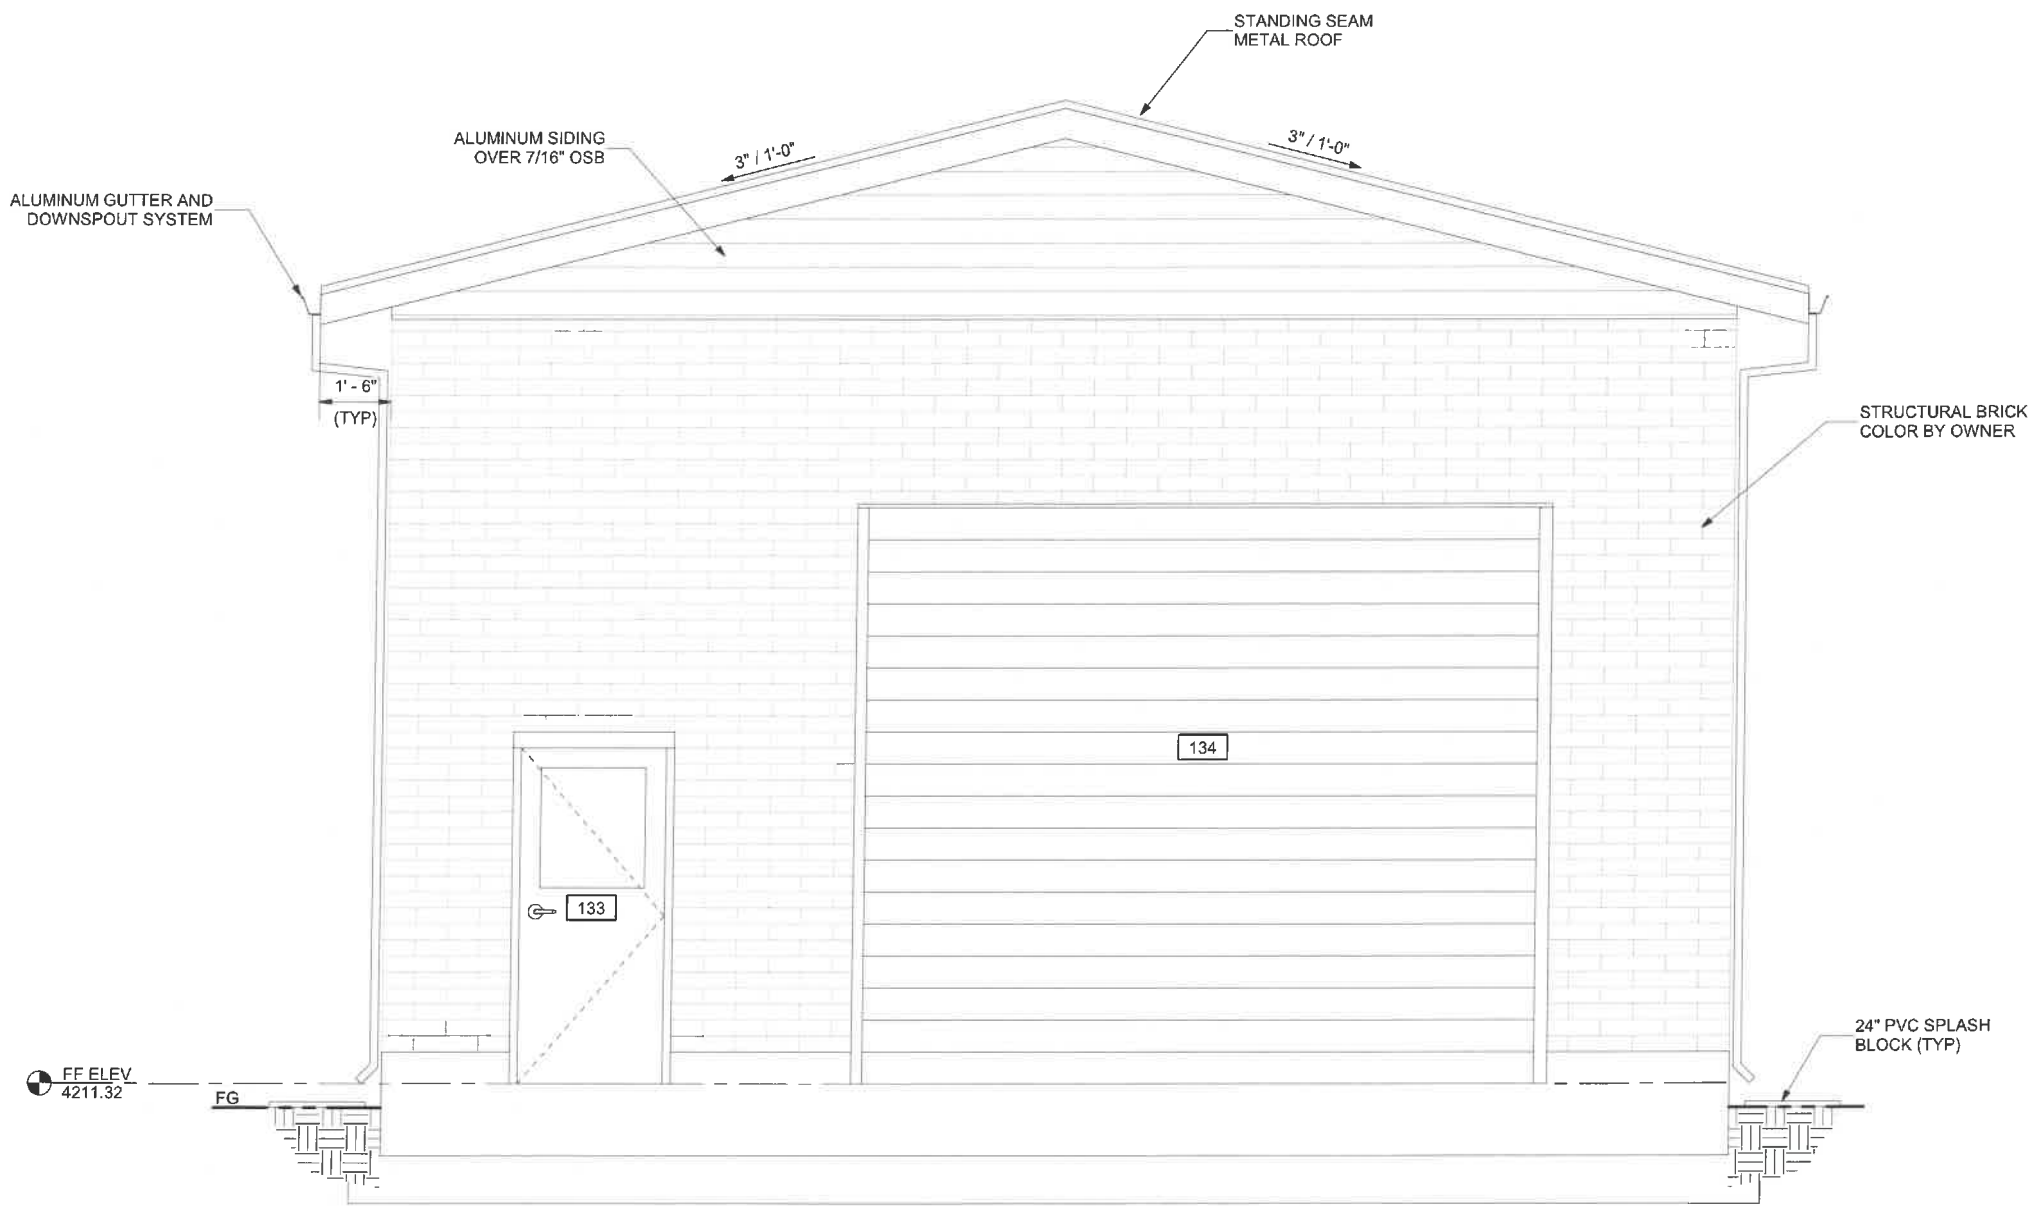 STANDING SEAM
METAL ROOF
ALUMINUM SIDING
OVER 7/16" OSB
3" / 1'-0"
3" / 1'-0"
ALUMINUM GUTTER AND
DOWNSPOUT SYSTEM
1' - 6"
(TYP)
STRUCTURAL BRICK
COLOR BY OWNER
134
133
24" PVC SPLASH
BLOCK (TYP)
FF ELEV
4211.32
FG